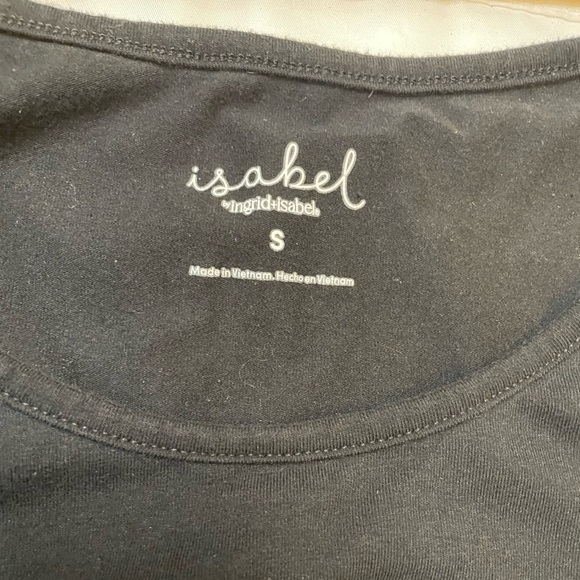 isabel
by Ingrid+Isabel®
S
Made in Vietnam. Hecho en Vietnam